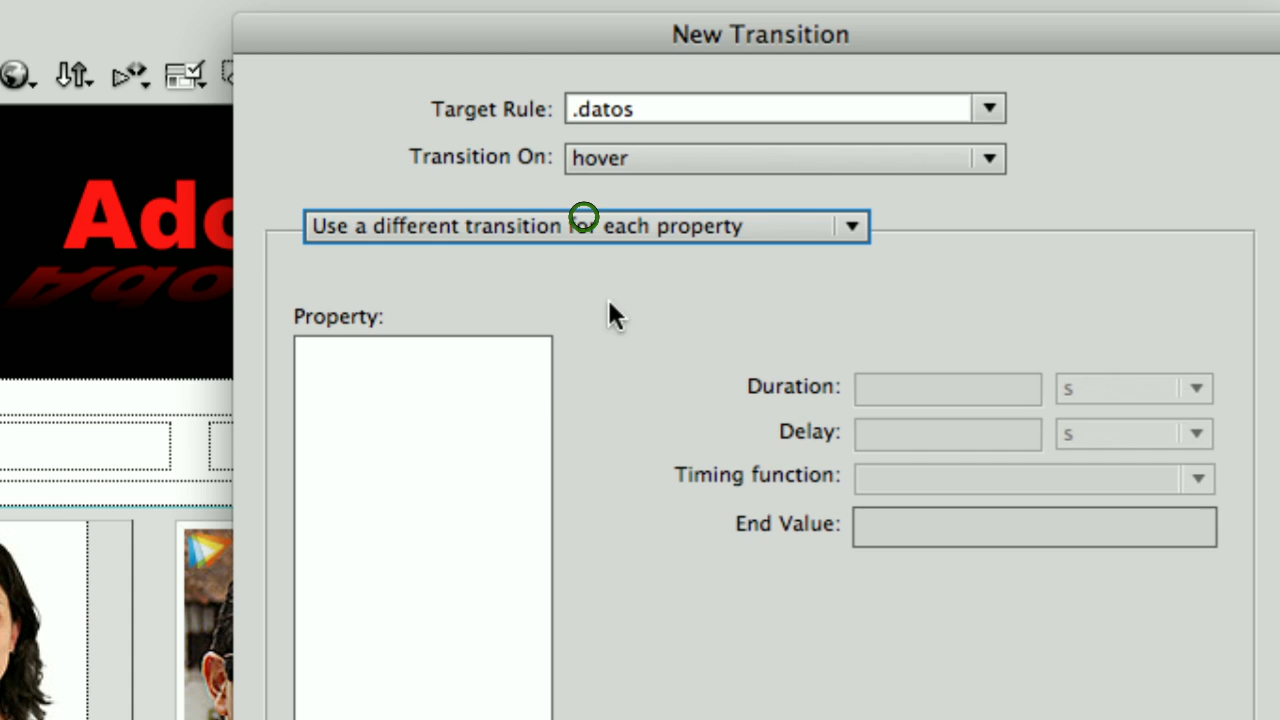 New Transition
Target Rule: .datos
Transition On: hover
Ado
Use a different transition for each property
Property:
Duration: s
Delay: s
Timing function:
End Value: